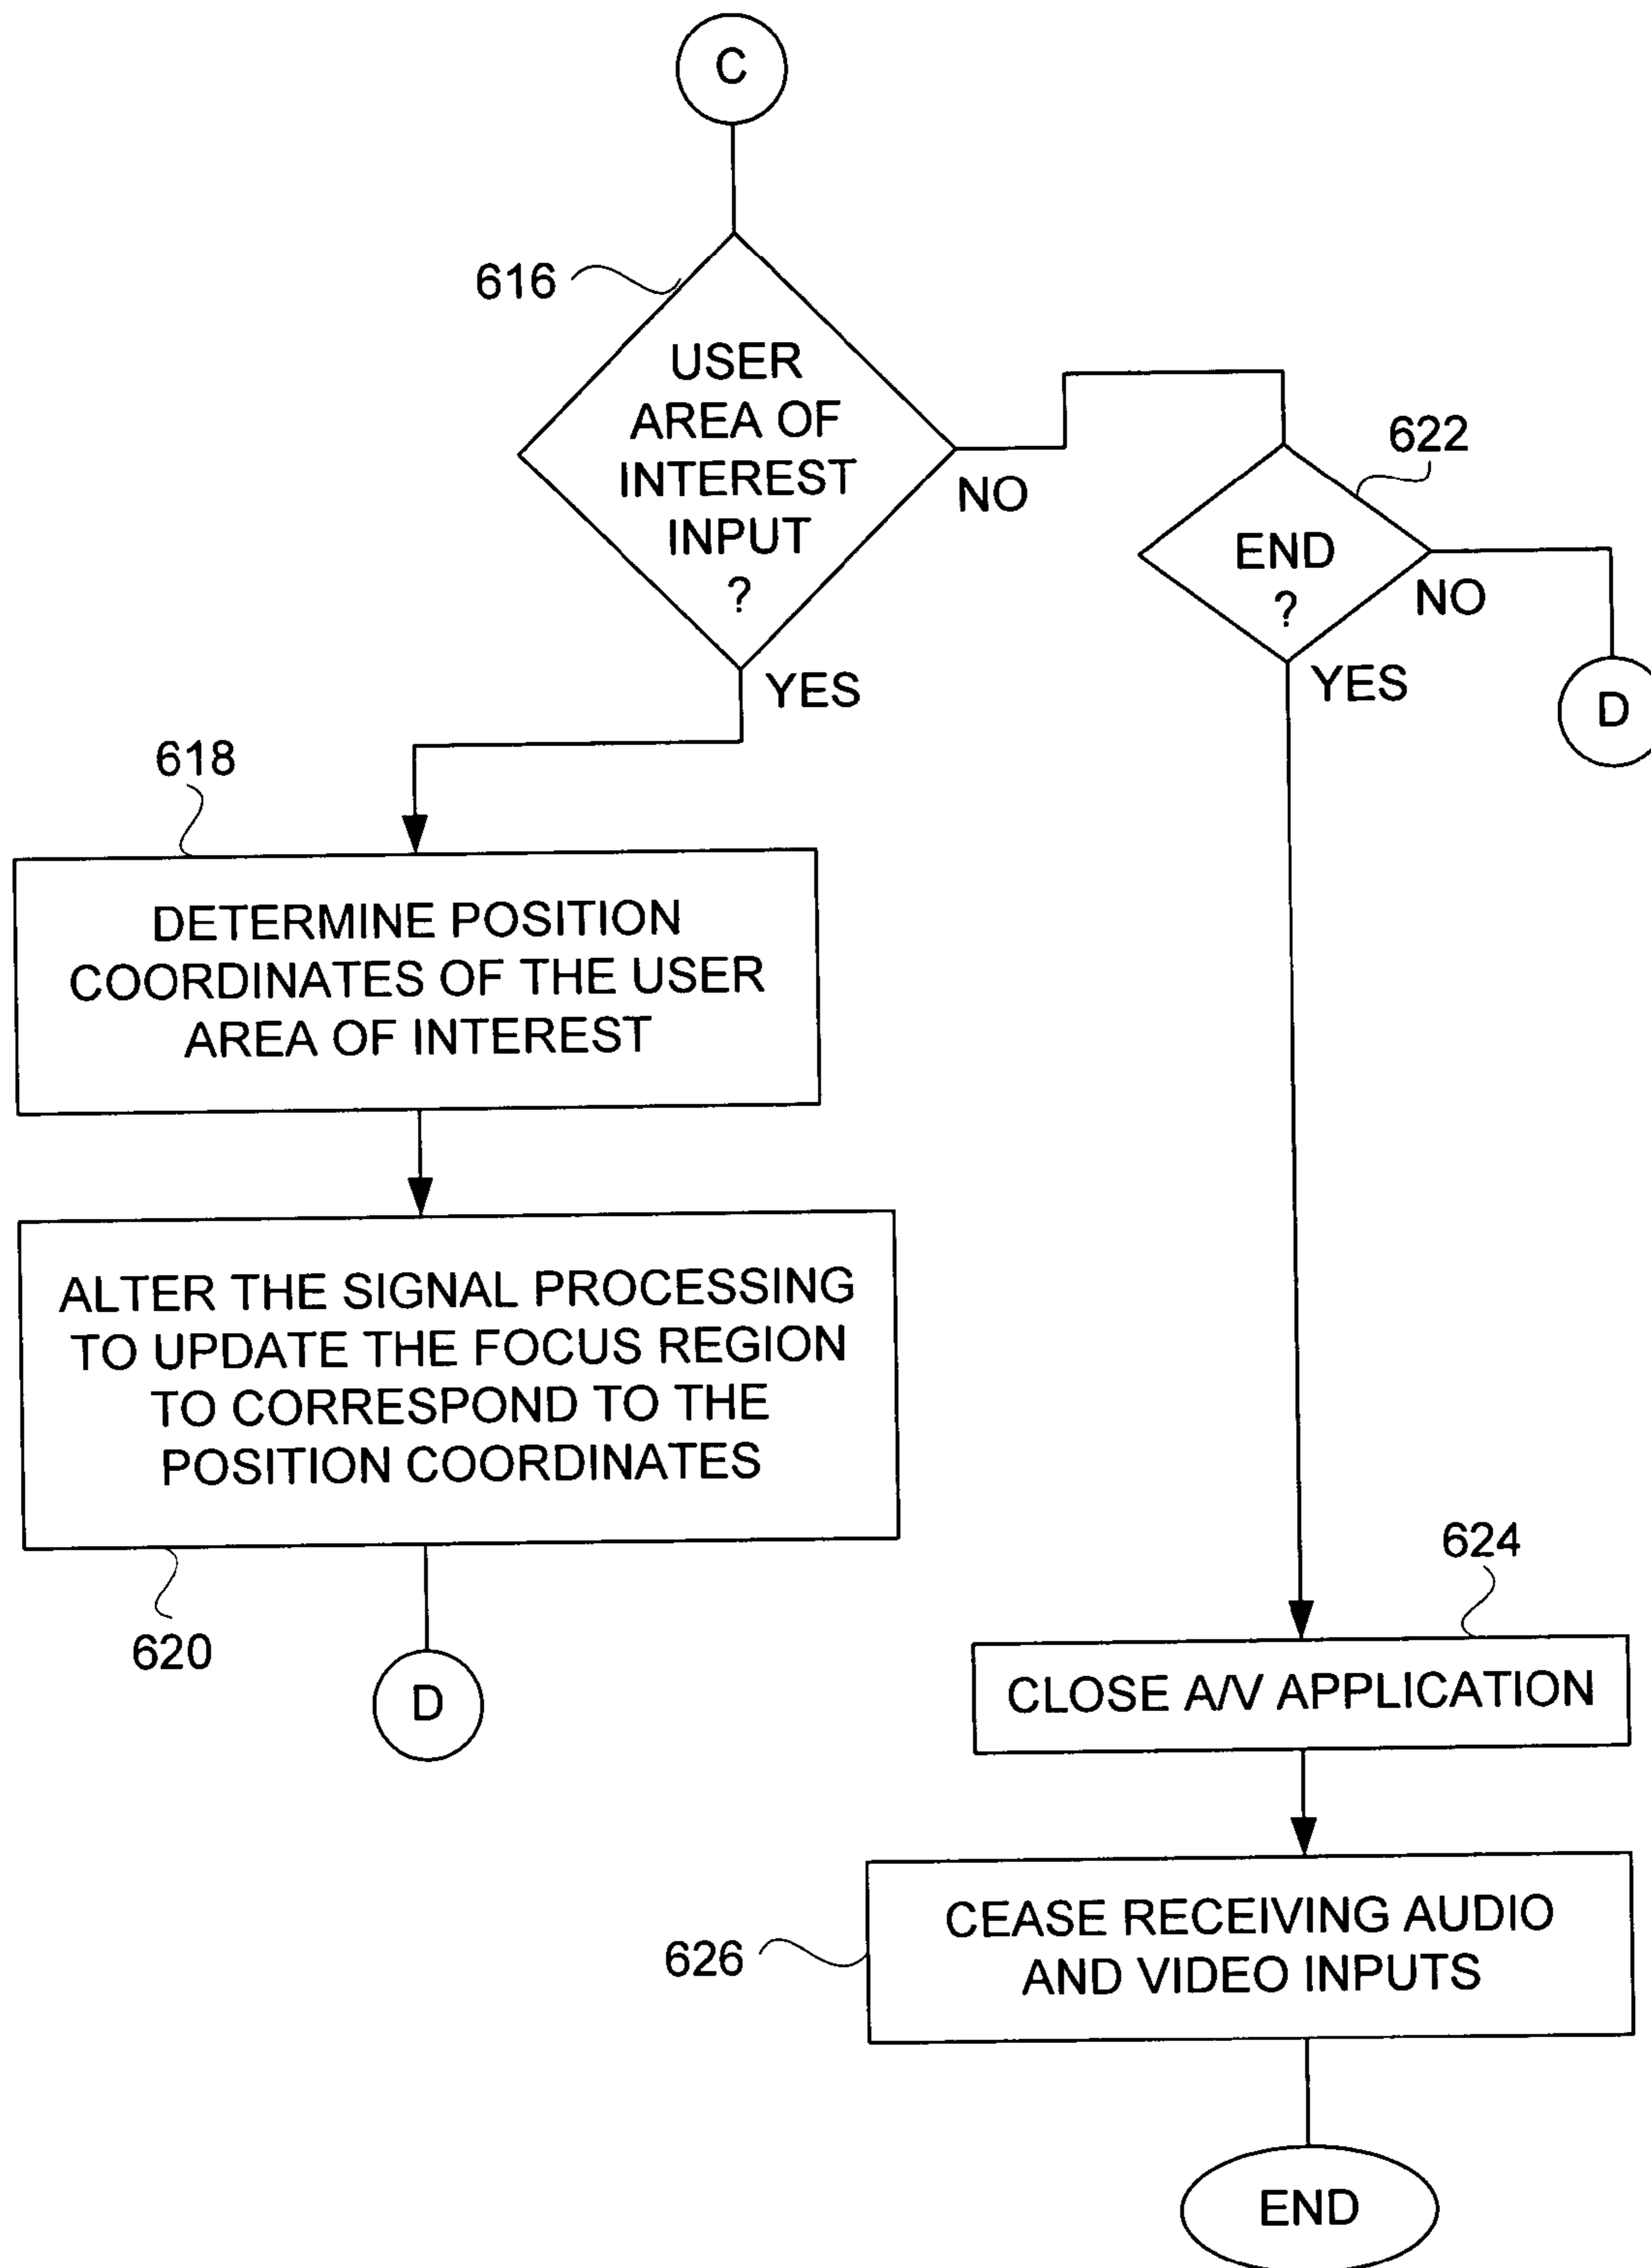 C
616
USER
AREA OF
INTEREST
INPUT
?
NO
YES
622
END
?
NO
YES
D
618
DETERMINE POSITION
COORDINATES OF THE USER
AREA OF INTEREST
ALTER THE SIGNAL PROCESSING
TO UPDATE THE FOCUS REGION
TO CORRESPOND TO THE
POSITION COORDINATES
620
D
624
CLOSE A/V APPLICATION
626
CEASE RECEIVING AUDIO
AND VIDEO INPUTS
END